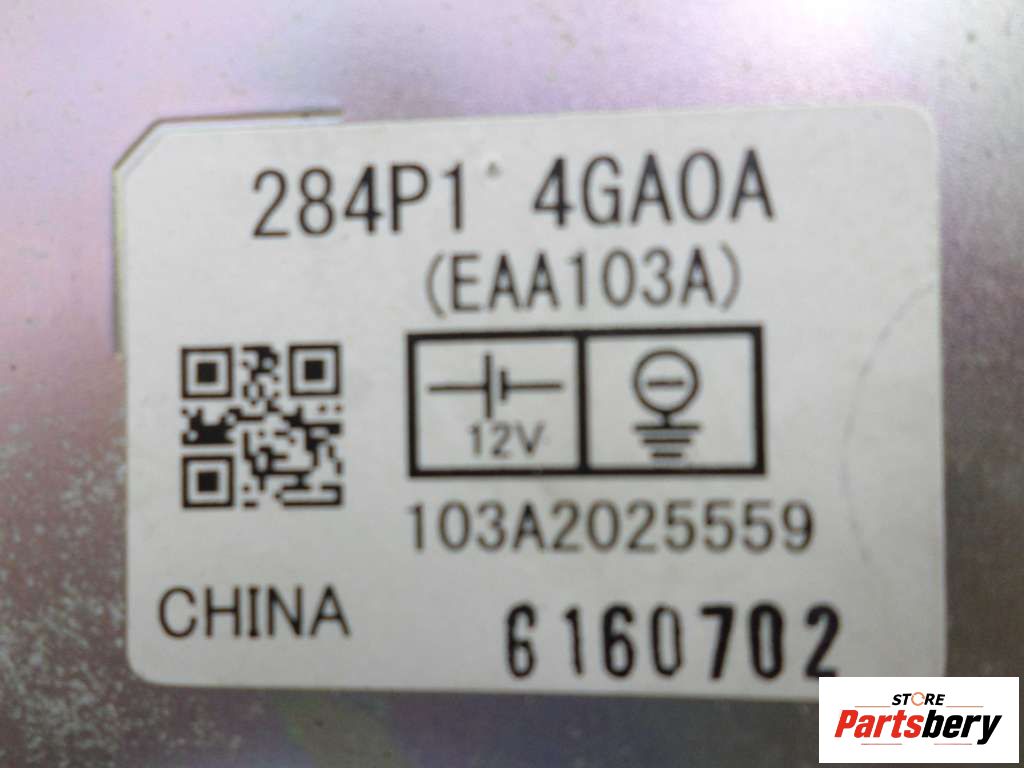 284P1 4GA0A
(EAA103A)
12V
103A2025559
CHINA
6160702
STORE
Partsbery